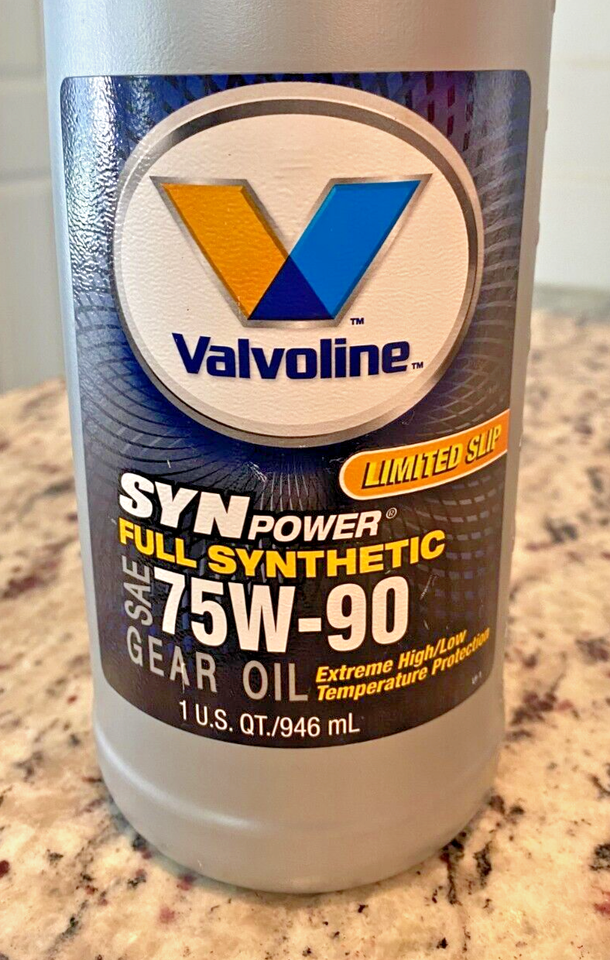 Valvoline™
LIMITED SLIP
SYNPOWER®
FULL SYNTHETIC
SAE 75W-90
GEAR OIL
Extreme High/Low
Temperature Protection
1 U.S. QT./946 mL